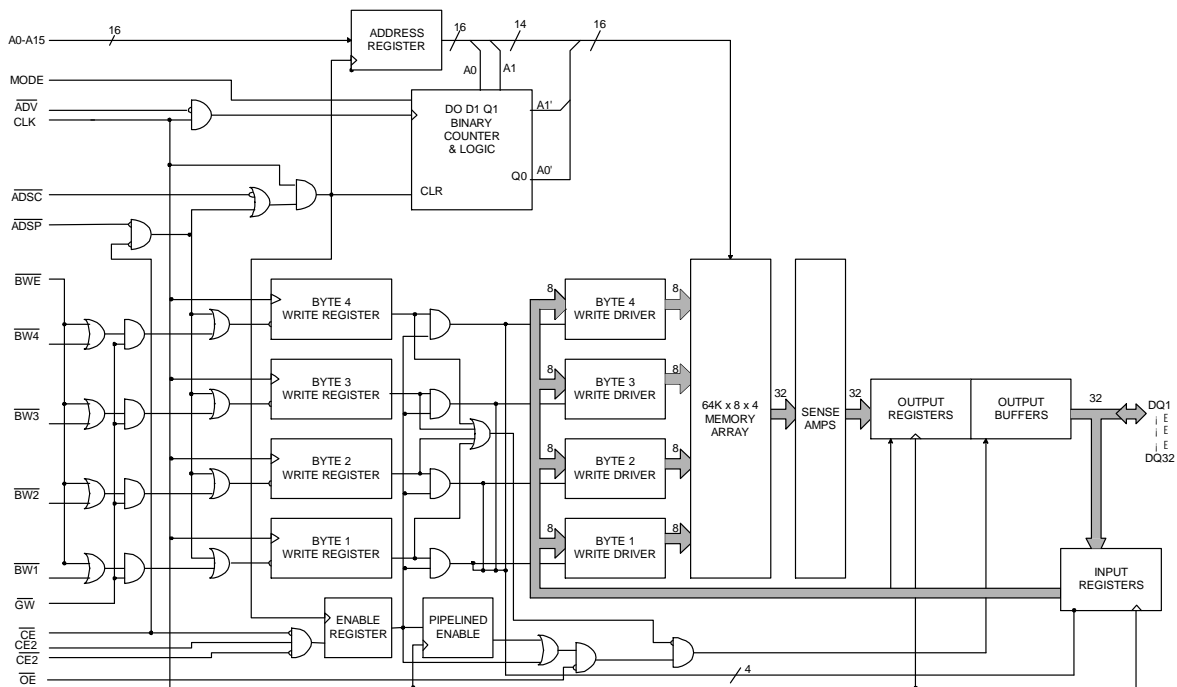 A0-A15
16
ADDRESS
REGISTER
16
14
16
A0
A1
MODE
ADV
CLK
DO D1 Q1
BINARY
COUNTER
& LOGIC
A1'
Q0
A0'
CLR
ADSC
ADSP
BWE
BW4
BW3
BW2
BW1
GW
CE
CE2
CE2
OE
BYTE 4
WRITE REGISTER
BYTE 3
WRITE REGISTER
BYTE 2
WRITE REGISTER
BYTE 1
WRITE REGISTER
ENABLE
REGISTER
PIPELINED
ENABLE
8
BYTE 4
WRITE DRIVER
8
8
BYTE 3
WRITE DRIVER
8
8
BYTE 2
WRITE DRIVER
8
8
BYTE 1
WRITE DRIVER
8
64K x 8 x 4
MEMORY
ARRAY
32
SENSE
AMPS
32
OUTPUT
REGISTERS
OUTPUT
BUFFERS
32
DQ1
¡ E
¡ E
¡ E
DQ32
INPUT
REGISTERS
4